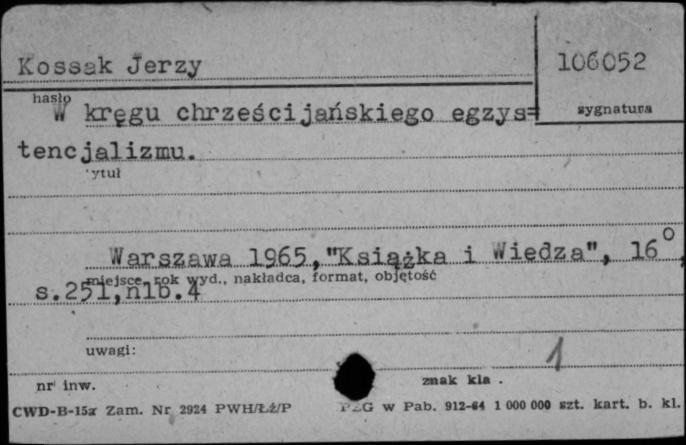 Kossak Jerzy
106052
hasło
sygnatura
W kręgu chrześcijańskiego egzys=
tencjalizmu.
tytuł
Warszawa 1965,"Książka i Wiedza", 16°,
miejsce, rok wyd., nakładca, format, objętość
s.251,nlb.4
uwagi:
1
nr inw.
znak kla .
CWD-B-15a Zam. Nr 2924 PWH/Łź/P
PZG w Pab. 912-64 1 000 000 szt. kart. b. kl.